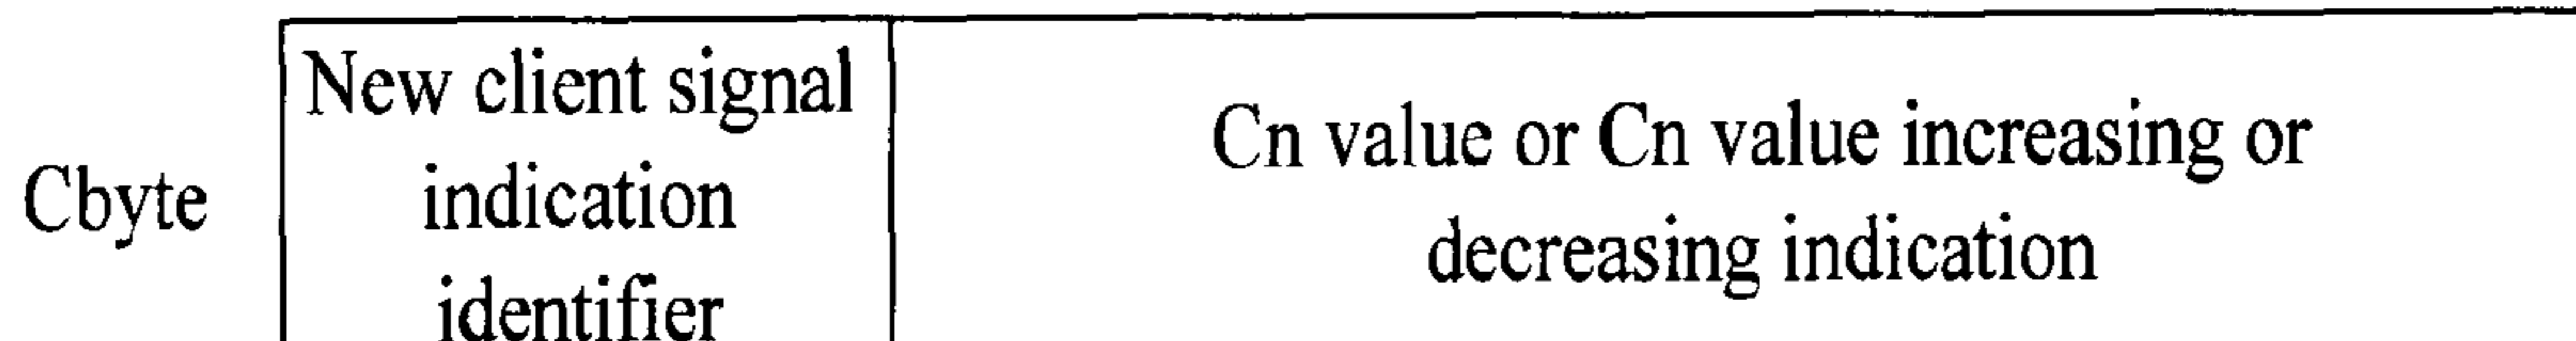 Cbyte
New client signal
indication
identifier
Cn value or Cn value increasing or
decreasing indication